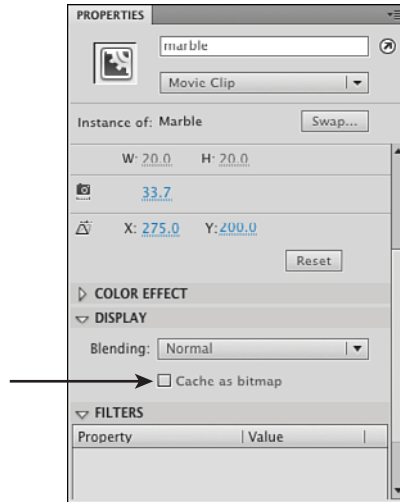 PROPERTIES
marble
Movie Clip
Instance of: Marble Swap...
W: 20.0 H: 20.0
33.7
X: 275.0 Y: 200.0
Reset
COLOR EFFECT
DISPLAY
Blending: Normal
Cache as bitmap
FILTERS
Property Value